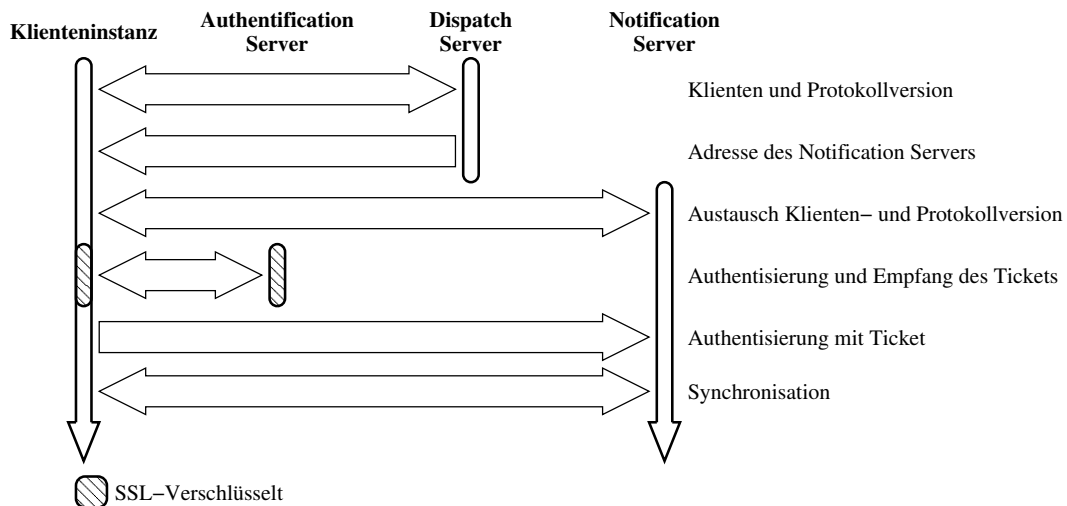 Klienteninstanz
Authentification
Server
Dispatch
Server
Notification
Server
Klienten und Protokollversion
Adresse des Notification Servers
Austausch Klienten− und Protokollversion
Authentisierung und Empfang des Tickets
Authentisierung mit Ticket
Synchronisation
SSL−Verschlüsselt